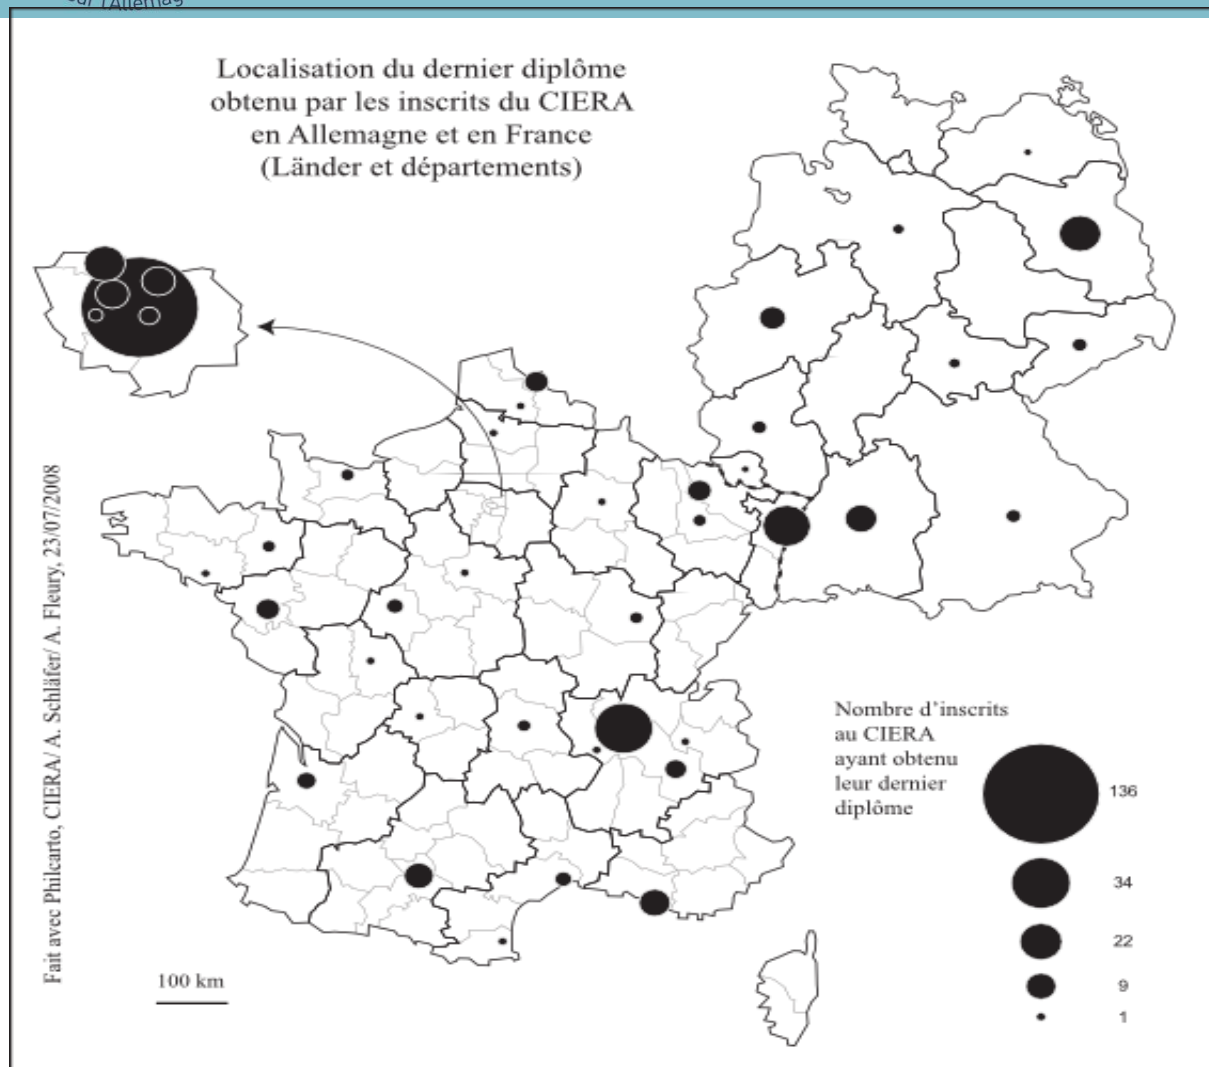 sur l'Allemag
Localisation du dernier diplôme
obtenu par les inscrits du CIERA
en Allemagne et en France
(Länder et départements)
Fait avec Philcarto, CIERA/ A. Schläfer/ A. Fleury, 23/07/2008
Nombre d'inscrits
au CIERA
ayant obtenu
leur dernier
diplôme
136
34
22
9
1
100 km